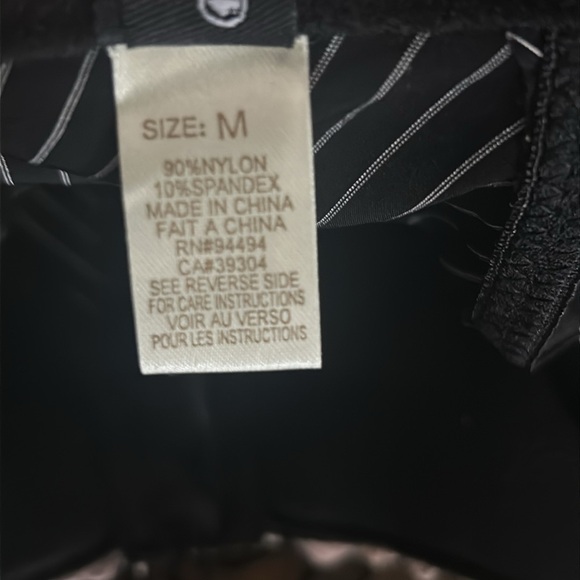 SIZE: M
90%NYLON
10%SPANDEX
MADE IN CHINA
FAIT A CHINA
RN#94494
CA#39304
SEE REVERSE SIDE
FOR CARE INSTRUCTIONS
VOIR AU VERSO
POUR LES INSTRUCTIONS